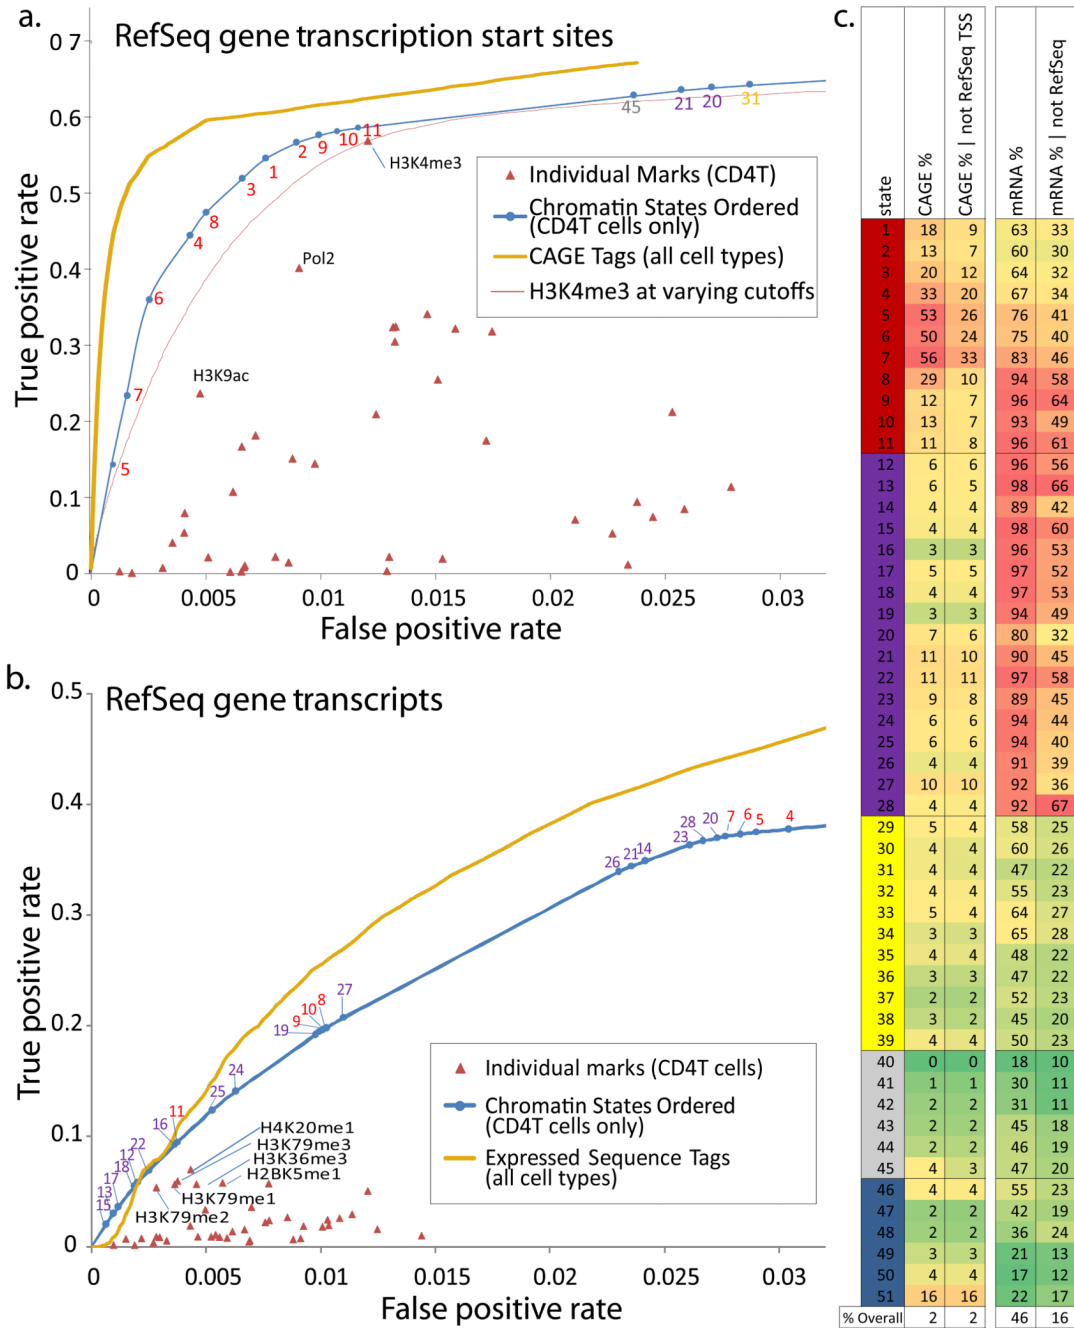 a.
RefSeq gene transcription start sites
0 7
0.6
0.5
0.4
0.3
0.2
0.1
0
True positive rate
0 0.005 0.01 0.015 0.02 0.025 0.03
False positive rate
5
7
6
4
8
3
1
2
9
10
11
45
21
20
31
H3K4me3
Pol2
H3K9ac
Individual Marks (CD4T)
Chromatin States Ordered
(CD4T cells only)
CAGE Tags (all cell types)
H3K4me3 at varying cutoffs
b.
RefSeq gene transcripts
0.5
0.4
0.3
0.2
0.1
0
True positive rate
0 0.005 0.01 0.015 0.02 0.025 0.03
False positive rate
15
13
17
18
12
22
16
11
25
24
19
9
10
8
27
26
21
14
23
28
20
7
6
5
4
H4K20me1
H3K79me3
H3K36me3
H2BK5me1
H3K79me1
H3K79me2
Individual marks (CD4T cells)
Chromatin States Ordered
(CD4T cells only)
Expressed Sequence Tags
(all cell types)
c.
state CAGE % CAGE % | not RefSeq TSS mRNA % mRNA % | not RefSeq
1 18 9 63 33
2 13 7 60 30
3 20 12 64 32
4 33 20 67 34
5 53 26 76 41
6 50 24 75 40
7 56 33 83 46
8 29 10 94 58
9 12 7 96 64
10 13 7 93 49
11 11 8 96 61
12 6 6 96 56
13 6 5 98 66
14 4 4 89 42
15 4 4 98 60
16 3 3 96 53
17 5 5 97 52
18 4 4 97 53
19 3 3 94 49
20 7 6 80 32
21 11 10 90 45
22 11 11 97 58
23 9 8 89 45
24 6 6 94 44
25 6 6 94 40
26 4 4 91 39
27 10 10 92 36
28 4 4 92 67
29 5 4 58 25
30 4 4 60 26
31 4 4 47 22
32 4 4 55 23
33 5 4 64 27
34 3 3 65 28
35 4 4 48 22
36 3 3 47 22
37 2 2 52 23
38 3 2 45 20
39 4 4 50 23
40 0 0 18 10
41 1 1 30 11
42 2 2 31 11
43 2 2 45 18
44 2 2 46 19
45 4 3 47 20
46 4 4 55 23
47 2 2 42 19
48 2 2 36 24
49 3 3 21 13
50 4 4 17 12
51 16 16 22 17
% Overall 2 2 46 16